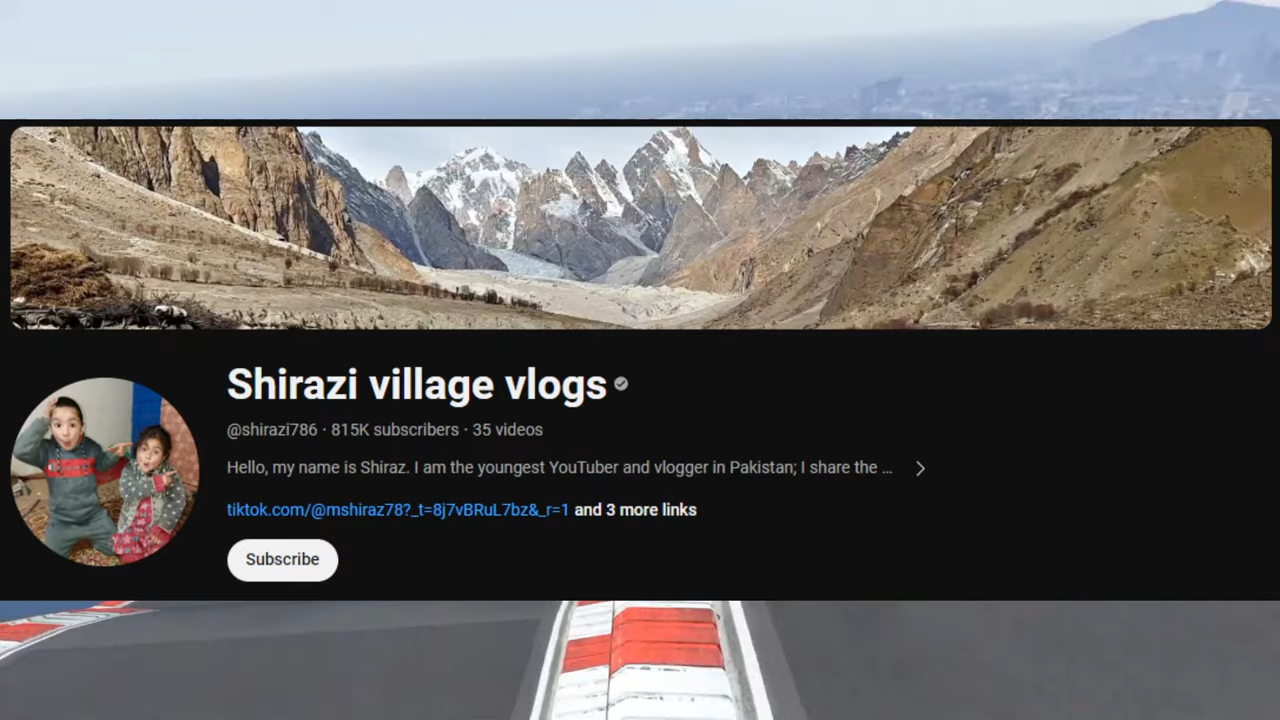 Shirazi village vlogs
@shirazi786 · 815K subscribers · 35 videos
Hello, my name is Shiraz. I am the youngest YouTuber and vlogger in Pakistan; I share the ...
tiktok.com/@mshiraz78?_t=8j7vBRuL7bz&_r=1 and 3 more links
Subscribe